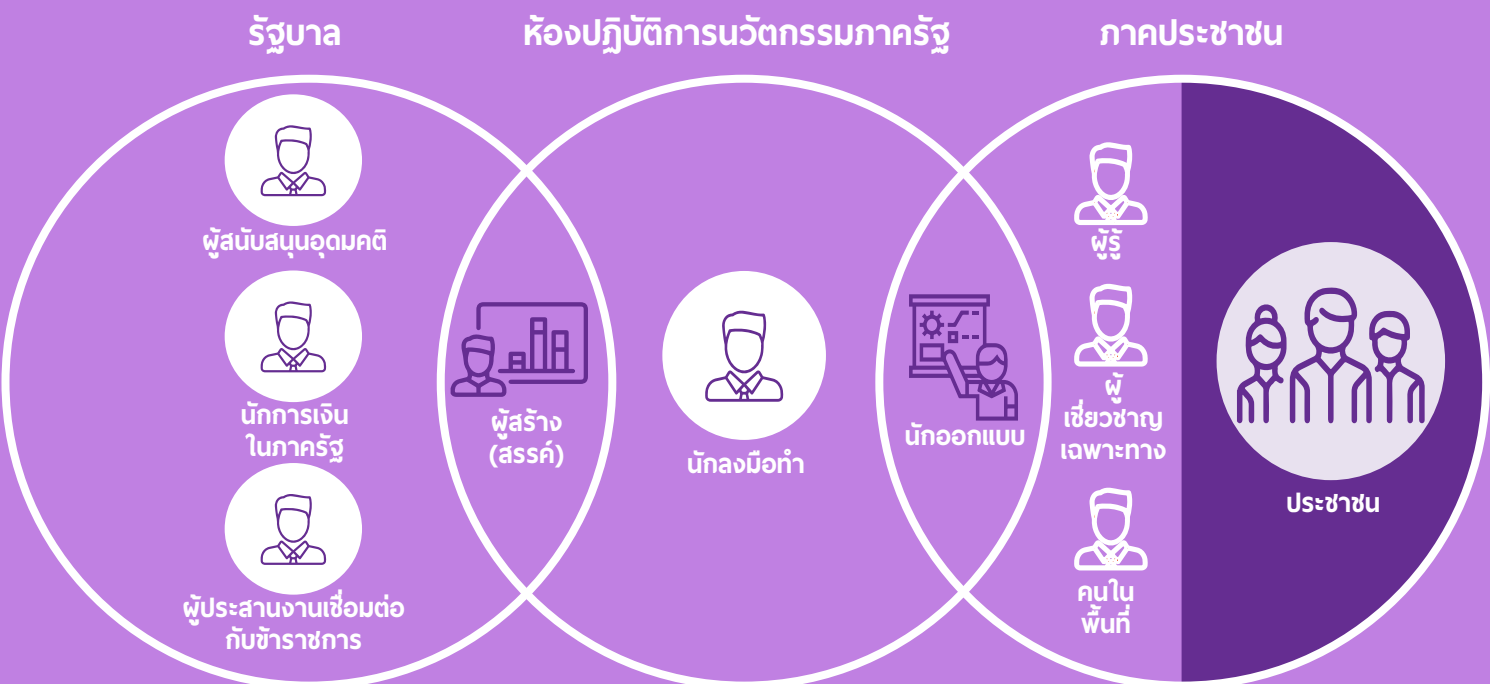 รัฐบาล
ห้องปฏิบัติการนวัตกรรมภาครัฐ
ภาคประชาชน
ผู้สนับสนุนอุดมคติ
นักการเงิน
ในภาครัฐ
ผู้ประสานงานเชื่อมต่อ
กับข้าราชการ
ผู้สร้าง
(สรรค์)
นักลงมือทำ
นักออกแบบ
ผู้รู้
ผู้
เชี่ยวชาญ
เฉพาะทาง
คนใน
พื้นที่
ประชาชน